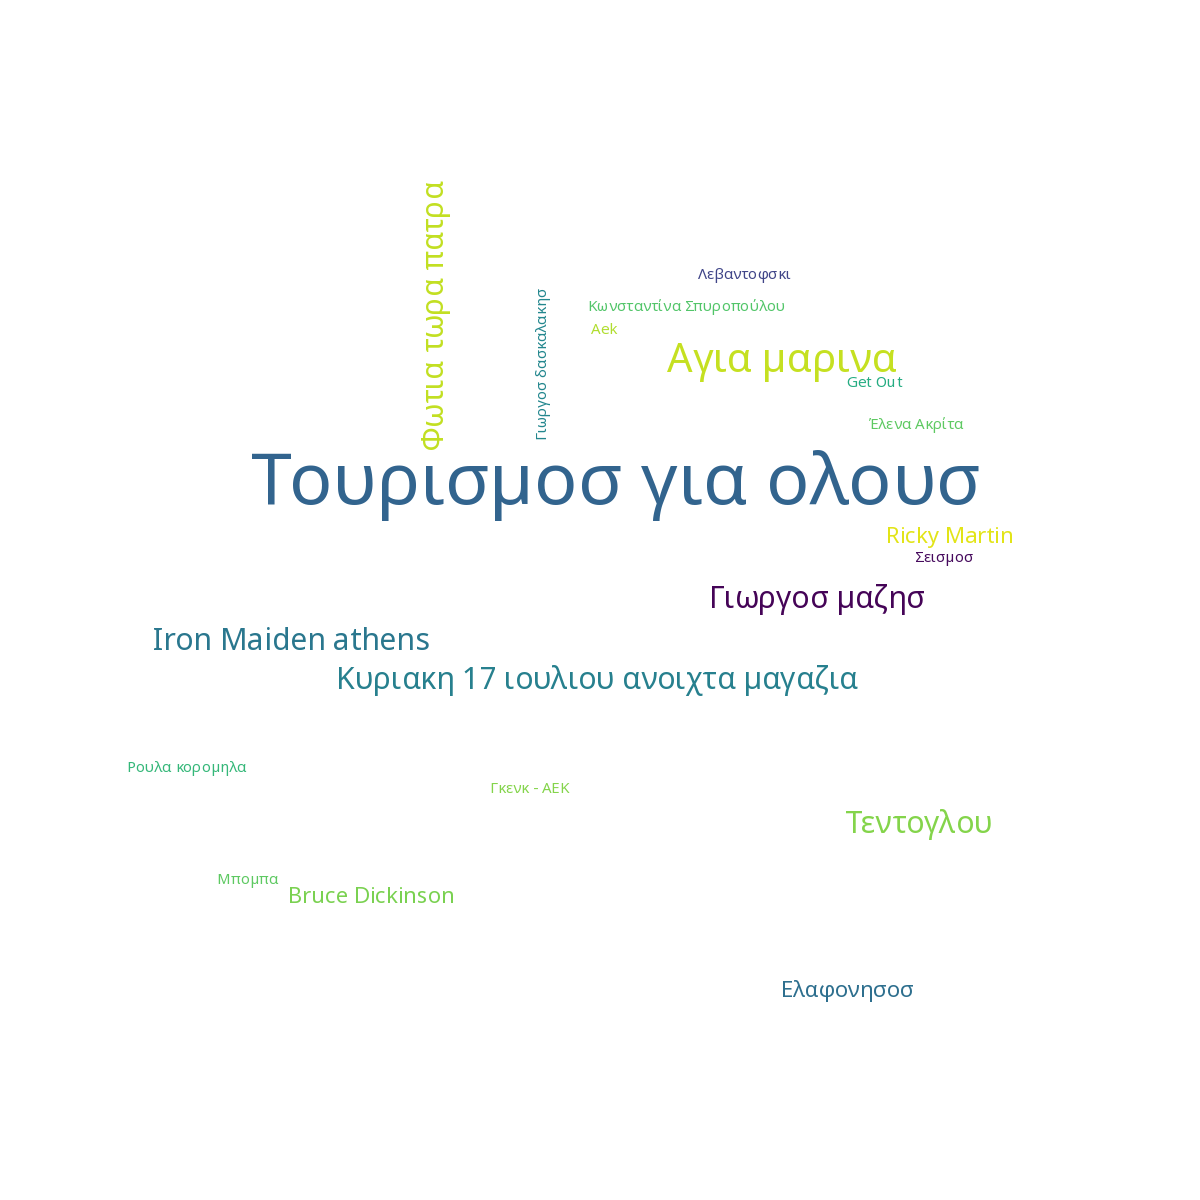 Φωτια τωρα πατρα
Λεβαντοφσκι
Γιωργοσ δασκαλακησ
Κωνσταντίνα Σπυροπούλου
Aek
Αγια μαρινα
Get Out
Έλενα Ακρίτα
Τουρισμοσ για ολουσ
Ricky Martin
Σεισμοσ
Γιωργοσ μαζησ
Iron Maiden athens
Κυριακη 17 ιουλιου ανοιχτα μαγαζια
Ρουλα κορομηλα
Γκενκ - ΑΕΚ
Τεντογλου
Μπομπα
Bruce Dickinson
Ελαφονησοσ